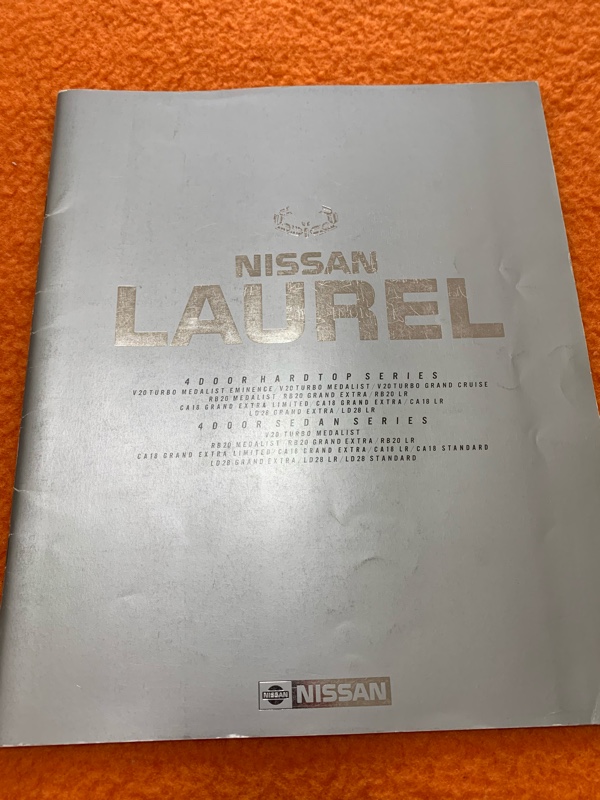 NISSAN
LAUREL
4DOOR HARDTOP SERIES
V20TURBO MEDALIST EMINENCE/V20TURBO MEDALIST/V20TURBO GRAND CRUISE
RB20 MEDALIST/RB20 GRAND EXTRA/RB20 LR
CA18 GRAND EXTRA LIMITED/CA18 GRAND EXTRA/CA18 LR
LD28 GRAND EXTRA/LD28 LR
4DOOR SEDAN SERIES
V20 TURBO MEDALIST
RB20 MEDALIST/RB20 GRAND EXTRA/RB20 LR
CA18 GRAND EXTRA LIMITED/CA18 GRAND EXTRA/CA18 LR/CA18 STANDARD
LD28 GRAND EXTRA/LD28 LR/LD28 STANDARD
NISSAN NISSAN